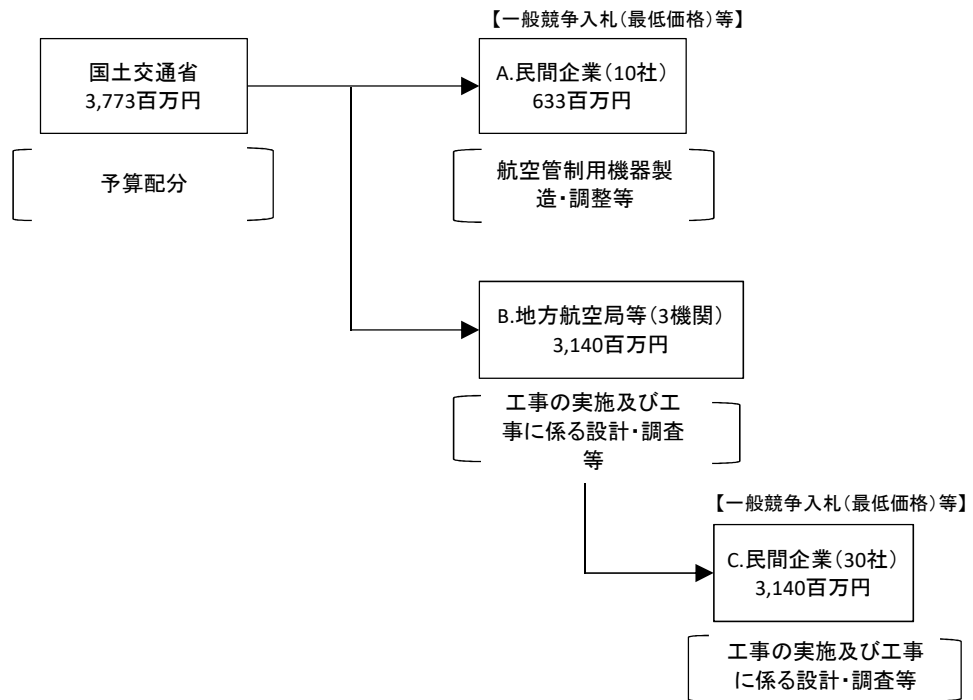 【一般競争入札(最低価格)等】
国土交通省
3,773百万円
A.民間企業(10社)
633百万円
予算配分
航空管制用機器製
造・調整等
B.地方航空局等(3機関)
3,140百万円
工事の実施及び工
事に係る設計・調査
等
【一般競争入札(最低価格)等】
C.民間企業(30社)
3,140百万円
工事の実施及び工事
に係る設計・調査等